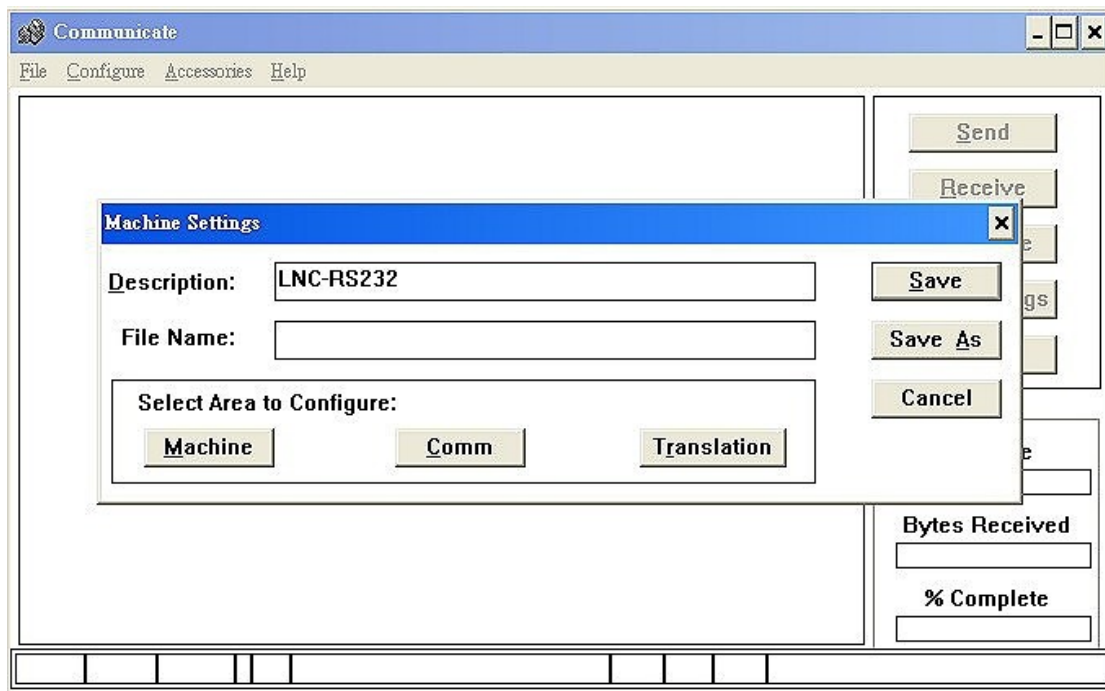 Communicate
File Configure Accessories Help
Send
Receive
Machine Settings
Description: LNC-RS232 Save
File Name: Save As
Select Area to Configure: Cancel
Machine Comm Translation
Bytes Received
% Complete